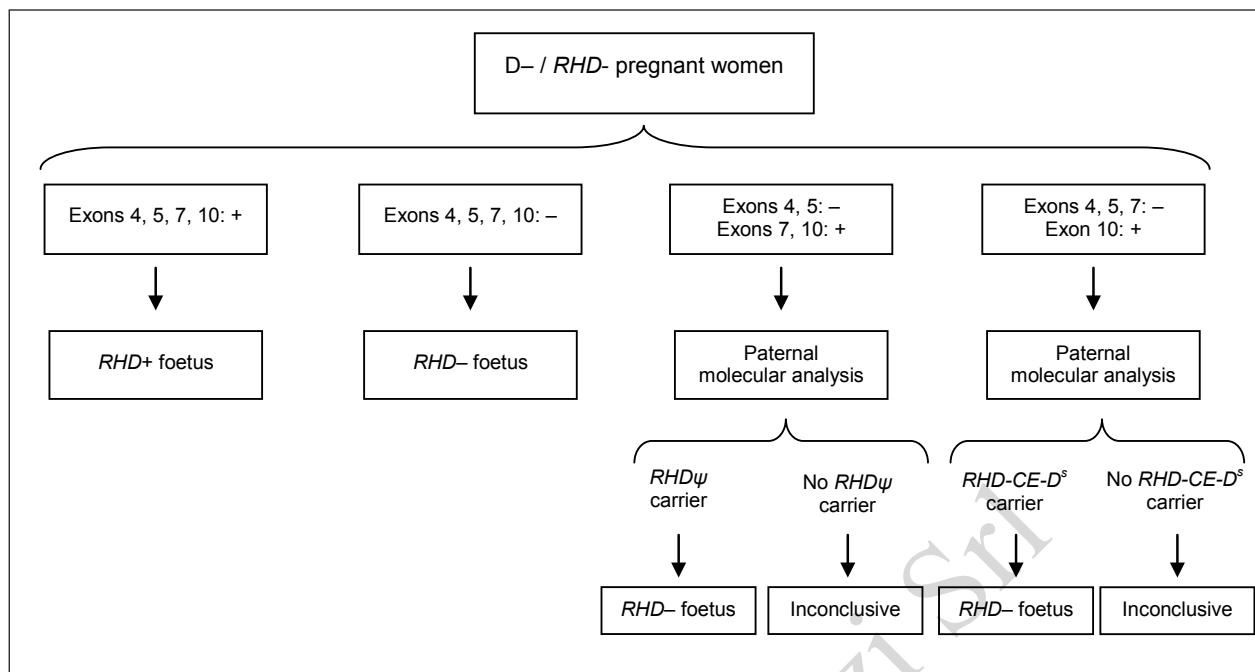 D– / RHD- pregnant women
Exons 4, 5, 7, 10: +
Exons 4, 5, 7, 10: –
Exons 4, 5: –
Exons 7, 10: +
Exons 4, 5, 7: –
Exon 10: +
RHD+ foetus
RHD– foetus
Paternal
molecular analysis
Paternal
molecular analysis
RHDψ
carrier
No RHDψ
carrier
RHD-CE-Dˢ
carrier
No RHD-CE-Dˢ
carrier
RHD– foetus
Inconclusive
RHD– foetus
Inconclusive
Srl